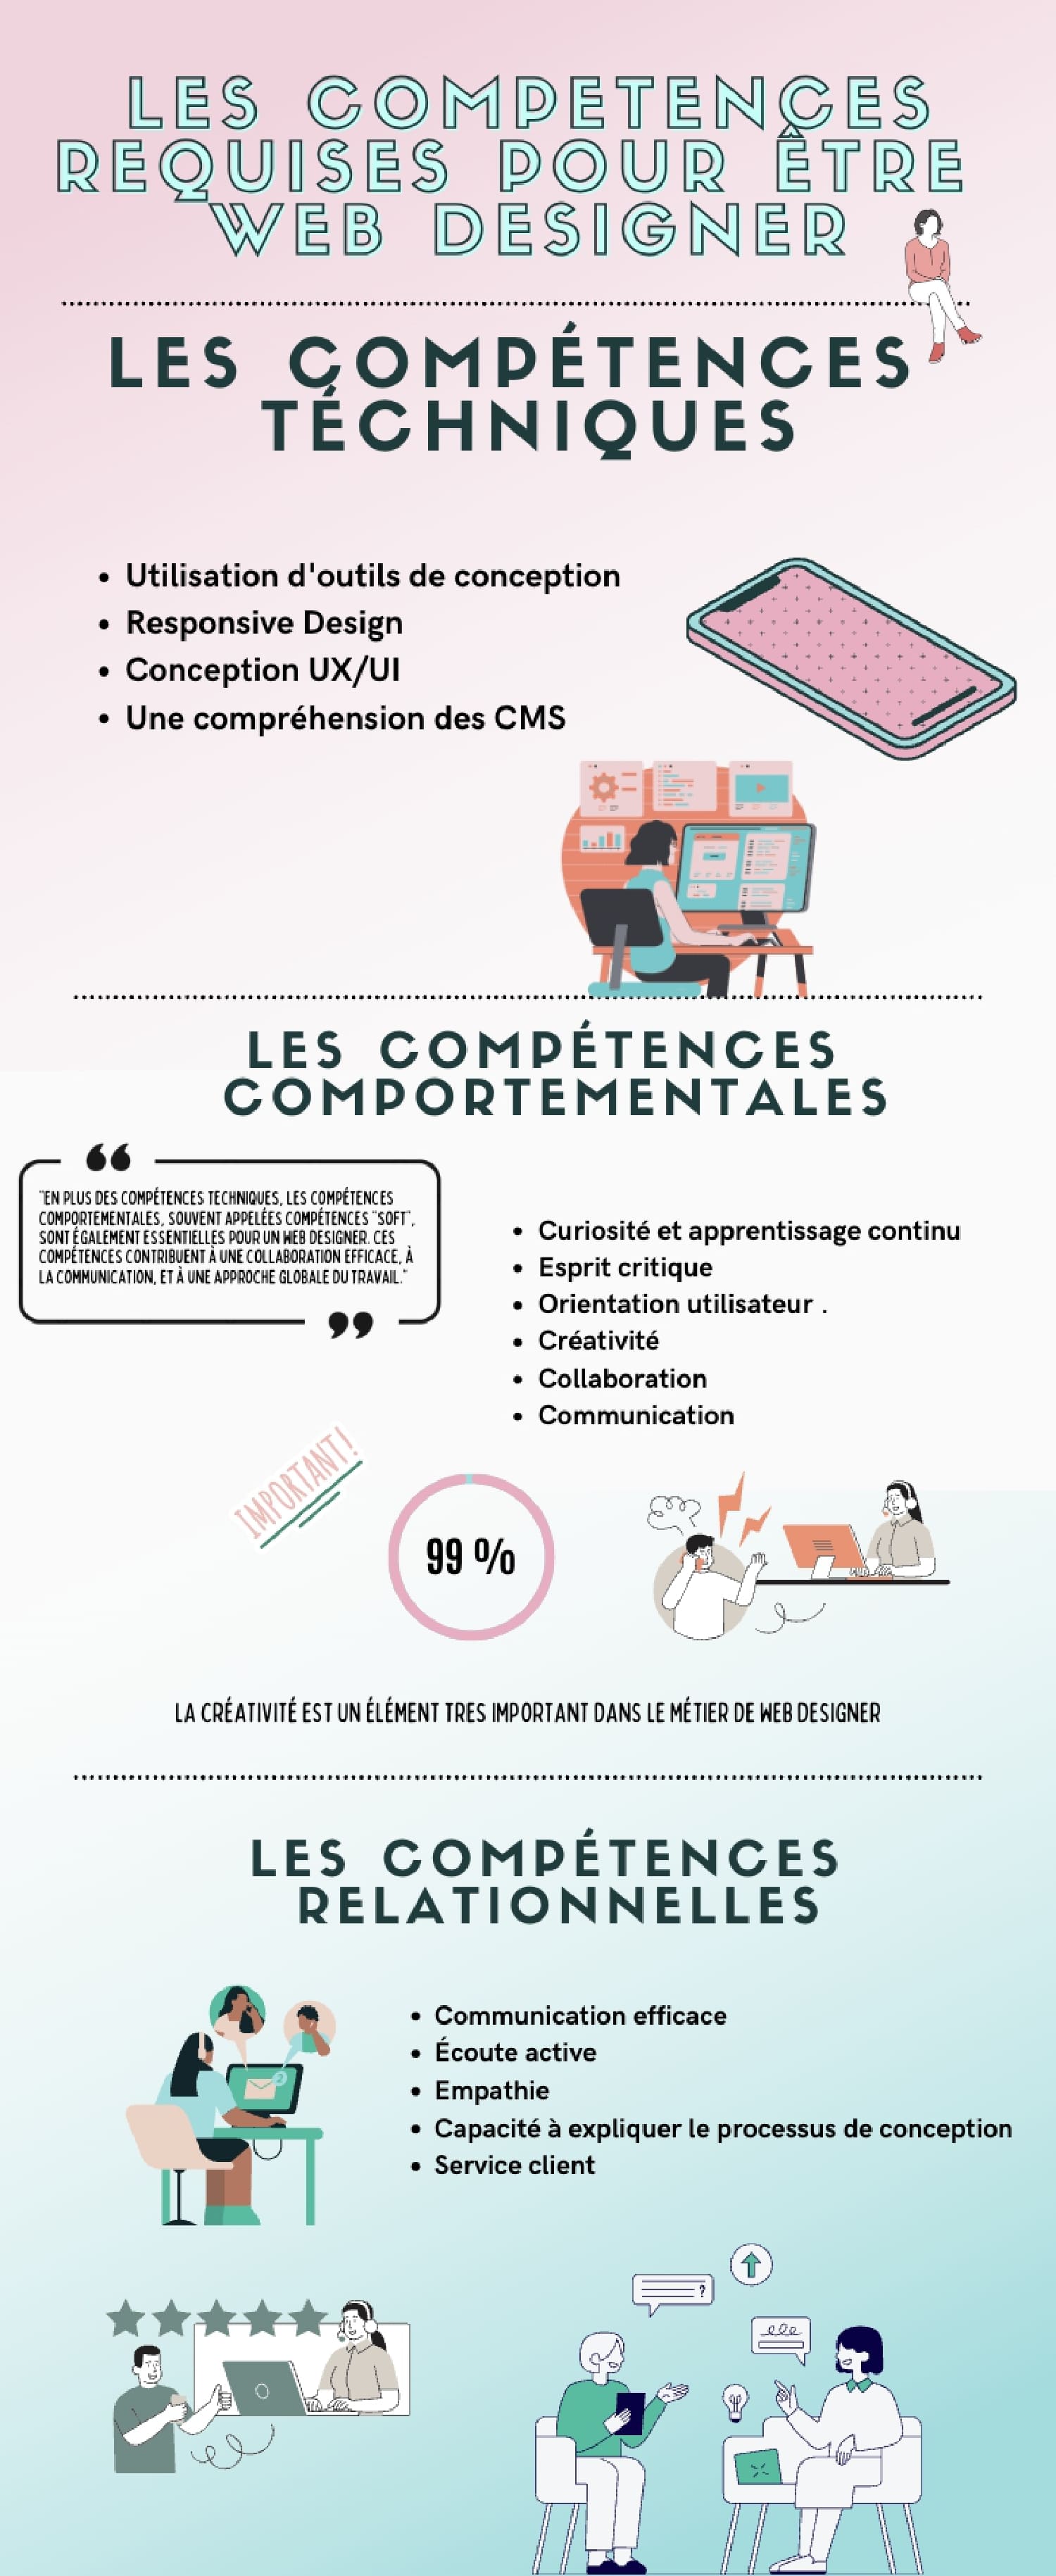 LES COMPETENCES
REQUISES POUR ÊTRE
WEB DESIGNER
LES COMPÉTENCES
TÉCHNIQUES
• Utilisation d'outils de conception
• Responsive Design
• Conception UX/UI
• Une compréhension des CMS
LES COMPÉTENCES
COMPORTEMENTALES
“
"EN PLUS DES COMPÉTENCES TECHNIQUES, LES COMPÉTENCES
COMPORTEMENTALES, SOUVENT APPELÉES COMPÉTENCES "SOFT",
SONT ÉGALEMENT ESSENTIELLES POUR UN WEB DESIGNER. CES
COMPÉTENCES CONTRIBUENT À UNE COLLABORATION EFFICACE, À
LA COMMUNICATION, ET À UNE APPROCHE GLOBALE DU TRAVAIL."
”
• Curiosité et apprentissage continu
• Esprit critique
• Orientation utilisateur .
• Créativité
• Collaboration
• Communication
IMPORTANT!
99 %
LA CRÉATIVITÉ EST UN ÉLÉMENT TRES IMPORTANT DANS LE MÉTIER DE WEB DESIGNER
LES COMPÉTENCES
RELATIONNELLES
• Communication efficace
• Écoute active
• Empathie
• Capacité à expliquer le processus de conception
• Service client
2
?